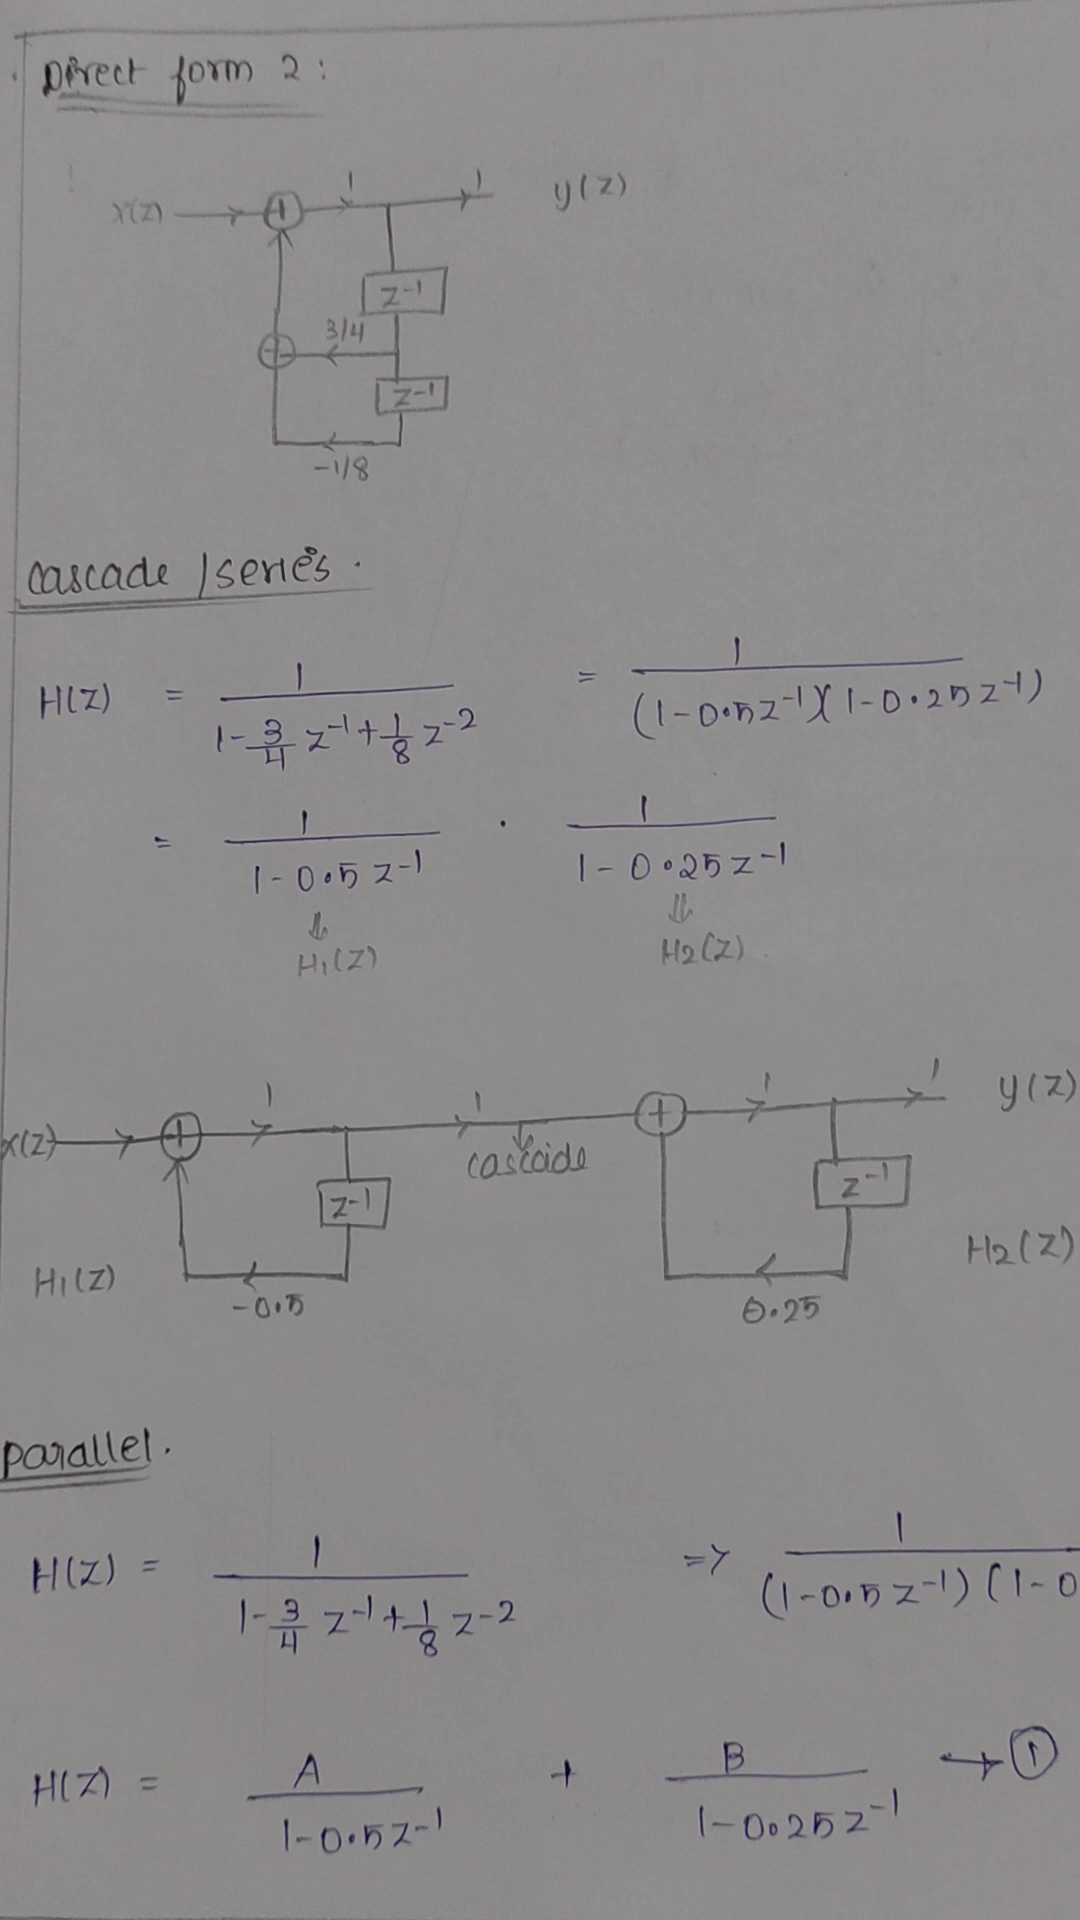 Direct form 2:
x(z) + 1 1 y(z)
z⁻¹
3/4
+
z⁻¹
-1/8
cascade / series.
H(z) = 1 / (1 - 3/4 z⁻¹ + 1/8 z⁻²) = 1 / ((1-0.5z⁻¹)(1-0.25z⁻¹))
= 1 / (1-0.5z⁻¹) . 1 / (1-0.25z⁻¹)
⇓ ⇓
H₁(z) H2(z)
x(z) + 1 1 + 1 1 y(z)
cascade
z⁻¹ z⁻¹
H₁(z) H2(z)
-0.5 0.25
parallel.
H(z) = 1 / (1 - 3/4 z⁻¹ + 1/8 z⁻²) => 1 / (1-0.5z⁻¹) (1-0
H(z) = A / (1-0.5z⁻¹) + B / (1-0.25z⁻¹) → ①